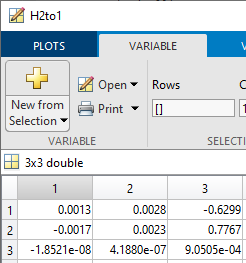 H2to1
PLOTS VARIABLE
New from
Selection
Open
Print
Rows
[]
VARIABLE SELECTI
3x3 double
1 2 3
1 0.0013 0.0028 -0.6299
2 -0.0017 0.0023 0.7767
3 -1.8521e-08 4.1880e-07 9.0505e-04